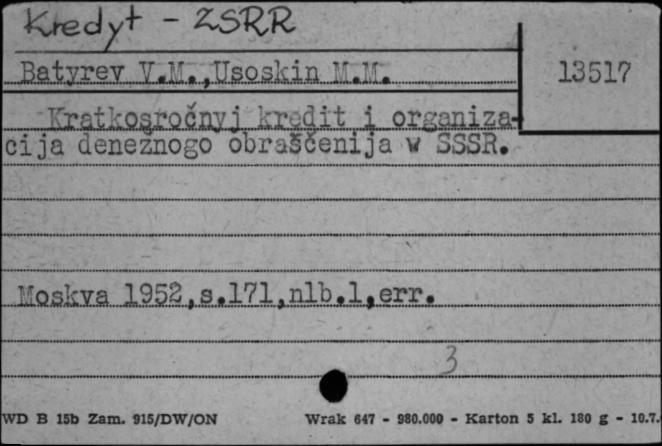 Kredyt - ZSRR
Batyrev V.M.,Usoskin M.M.
13517
Kratkosročnyj kredit i organiza-
cija deneznogo obraščenija w SSSR.
Moskva 1952,s.171,nlb.1,err.
3
WD B 15b Zam. 915/DW/ON Wrak 647 - 980.000 - Karton 5 kl. 180 g - 10.7.